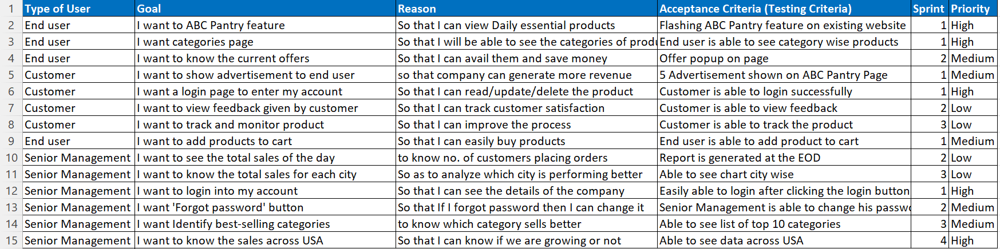 1 Type of User Goal Reason Acceptance Criteria (Testing Criteria) Sprint Priority
2 End user I want to ABC Pantry feature So that I can view Daily essential products Flashing ABC Pantry feature on existing website 1 High
3 End user I want categories page So that I will be able to see the categories of End user is able to see category wise products 1 High
4 End user I want to know the current offers So that I can avail them and save money Offer popup on page 2 Medium
5 Customer I want to show advertisement to end user so that company can generate more revenue 5 Advertisement shown on ABC Pantry Page 1 Medium
6 Customer I want a login page to enter my account So that I can read/update/delete the product Customer is able to login successfully 1 High
7 Customer I want to view feedback given by customer So that I can track customer satisfaction Customer is able to view feedback 2 Low
8 Customer I want to track and monitor product So that I can improve the process Customer is able to track the product 3 Low
9 End user I want to add products to cart So that I can easily buy products End user is able to add product to cart 1 Medium
10 Senior Management I want to see the total sales of the day to know no. of customers placing orders Report is generated at the EOD 2 Low
11 Senior Management I want to know the total sales for each city So as to analyze which city is performing better Able to see chart city wise 3 Low
12 Senior Management I want to login into my account So that I can see the details of the company Easily able to login after clicking the login button 1 High
13 Senior Management I want 'Forgot password' button So that If I forgot password then I can change it Senior Management is able to change his 2 Medium
14 Senior Management I want Identify best-selling categories to know which category sells better Able to see list of top 10 categories 3 Medium
15 Senior Management I want to know the sales across USA So that I can know if we are growing or not Able to see data across USA 4 High